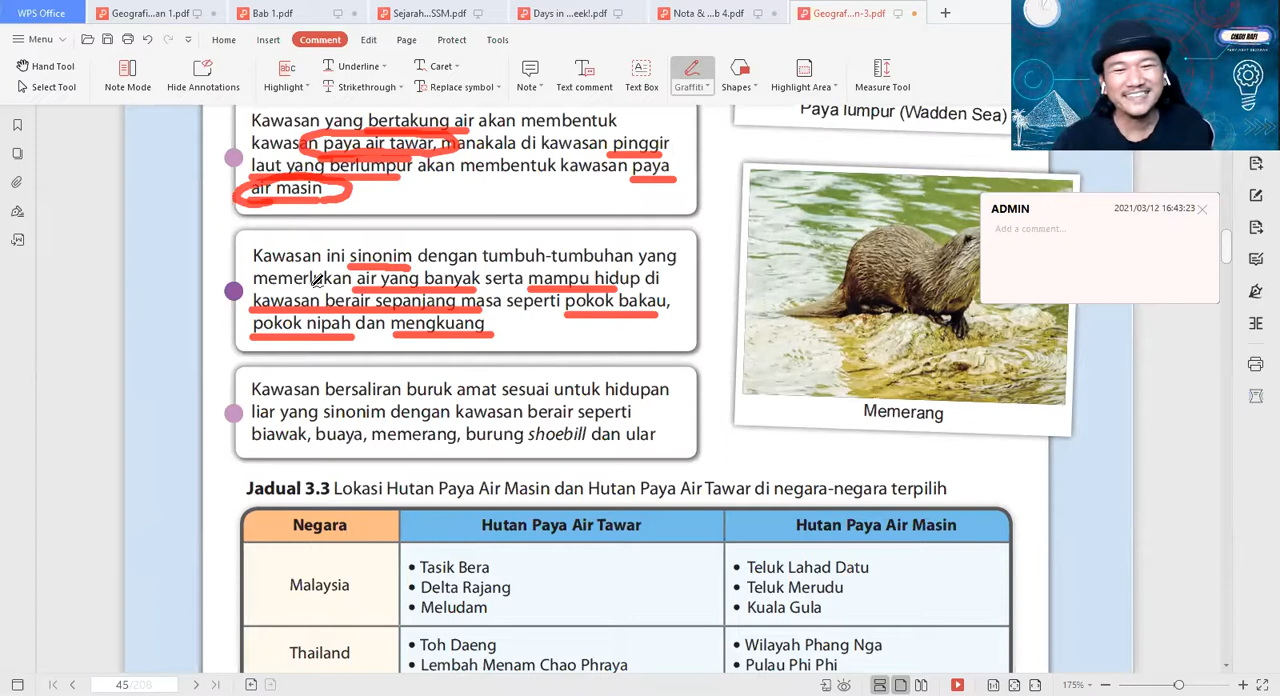 WPS Office
Geografi...an 1.pdf
Bab 1.pdf
Sejarah...SSM.pdf
Days in ...eek!.pdf
Nota & ...b 4.pdf
Geograf...n-3.pdf
Menu
Home
Insert
Comment
Edit
Page
Protect
Tools
Hand Tool
Select Tool
Note Mode
Hide Annotations
Highlight
Underline
Strikethrough
Caret
Replace symbol
Note
Text comment
Text Box
Graffiti
Shapes
Highlight Area
Measure Tool
CIKGU RAFI
Kawasan yang bertakung air akan membentuk
kawasan paya air tawar, manakala di kawasan pinggir
laut yang berlumpur akan membentuk kawasan paya
air masin
Paya lumpur (Wadden Sea)
Kawasan ini sinonim dengan tumbuh-tumbuhan yang
memerlukan air yang banyak serta mampu hidup di
kawasan berair sepanjang masa seperti pokok bakau,
pokok nipah dan mengkuang
ADMIN
2021/03/12 16:43:23
Add a comment...
Memerang
Kawasan bersaliran buruk amat sesuai untuk hidupan
liar yang sinonim dengan kawasan berair seperti
biawak, buaya, memerang, burung shoebill dan ular
Jadual 3.3 Lokasi Hutan Paya Air Masin dan Hutan Paya Air Tawar di negara-negara terpilih
Negara
Hutan Paya Air Tawar
Hutan Paya Air Masin
Malaysia
• Tasik Bera
• Delta Rajang
• Meludam
• Teluk Lahad Datu
• Teluk Merudu
• Kuala Gula
Thailand
• Toh Daeng
• Lembah Menam Chao Phraya
• Wilayah Phang Nga
• Pulau Phi Phi
45/208
175%